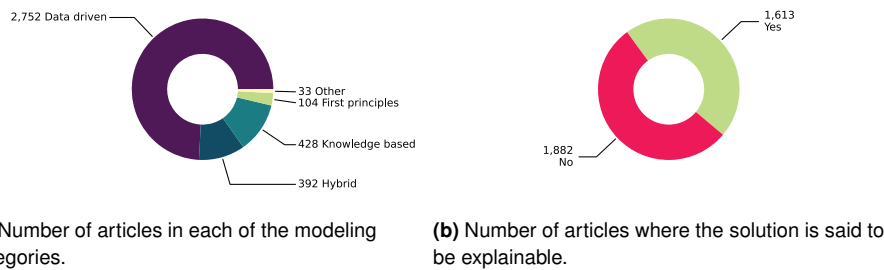 2,752 Data driven
33 Other
104 First principles
428 Knowledge based
392 Hybrid
1,613
Yes
1,882
No
Number of articles in each of the modeling
egories.
(b) Number of articles where the solution is said to
be explainable.